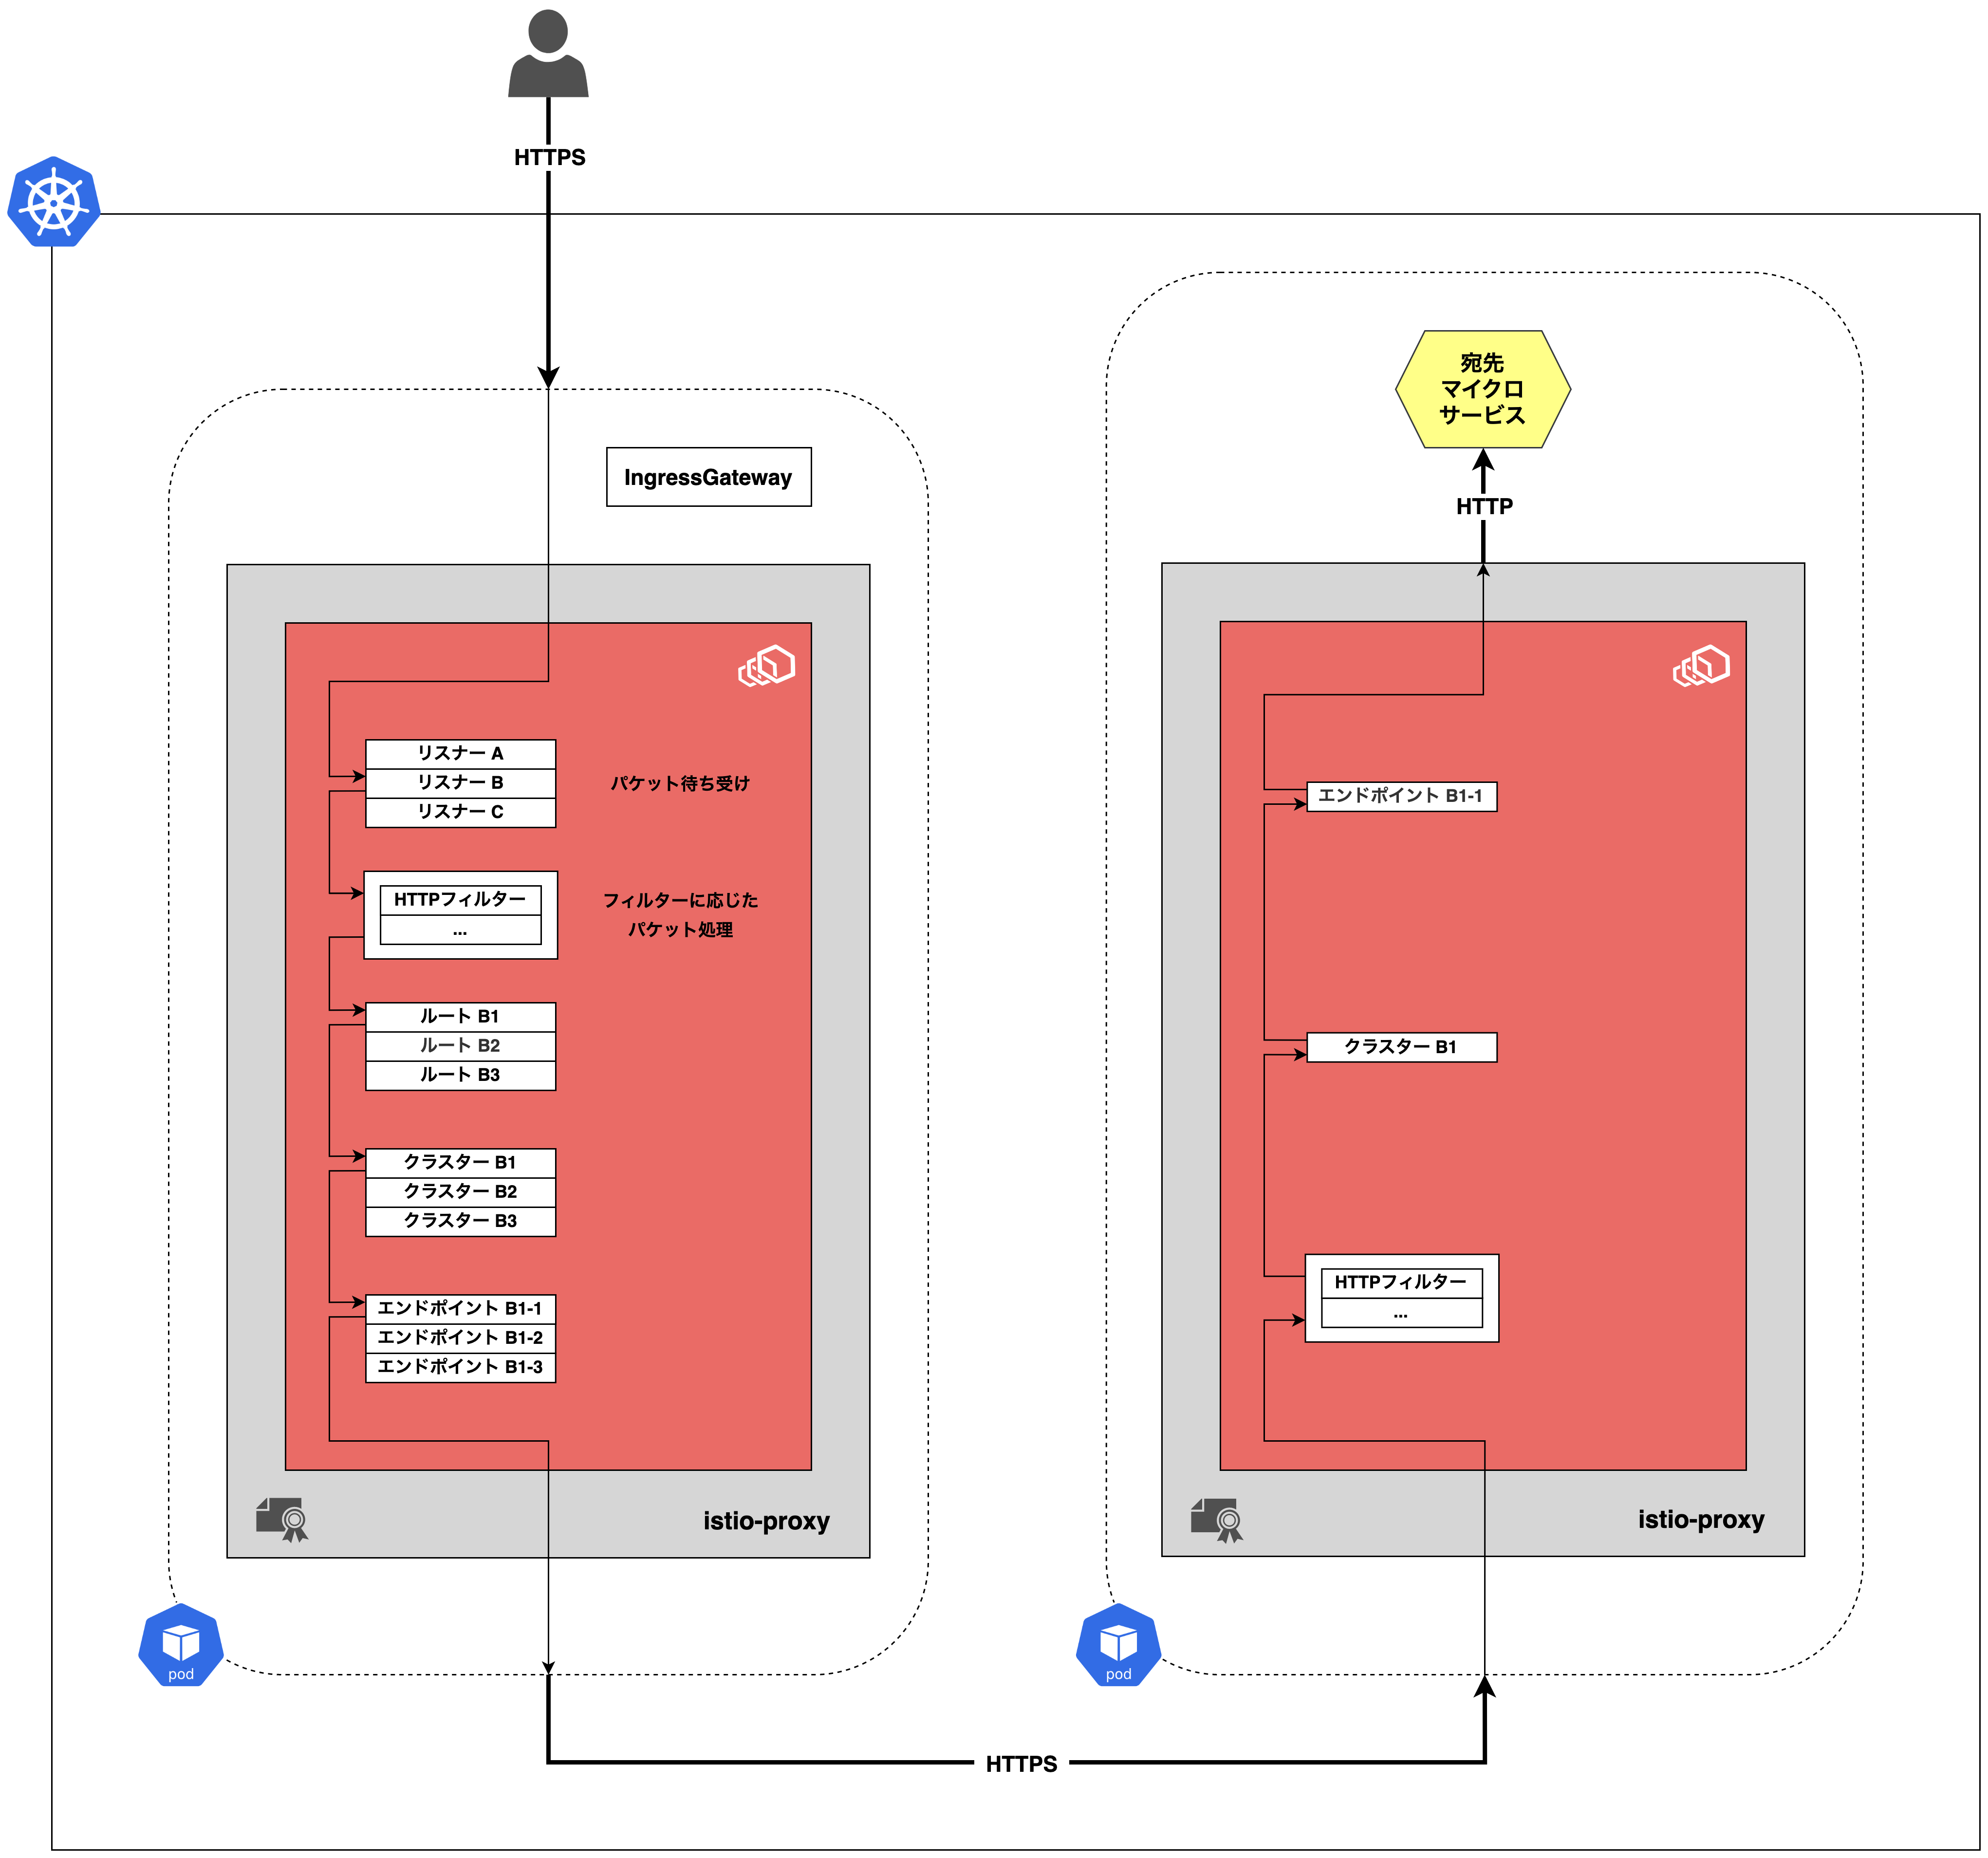 HTTPS
IngressGateway
リスナー A
リスナー B
リスナー C
パケット待ち受け
HTTPフィルター
...
フィルターに応じた
パケット処理
ルート B1
ルート B2
ルート B3
クラスター B1
クラスター B2
クラスター B3
エンドポイント B1-1
エンドポイント B1-2
エンドポイント B1-3
istio-proxy
pod
HTTPS
宛先
マイクロ
サービス
HTTP
エンドポイント B1-1
クラスター B1
HTTPフィルター
...
istio-proxy
pod